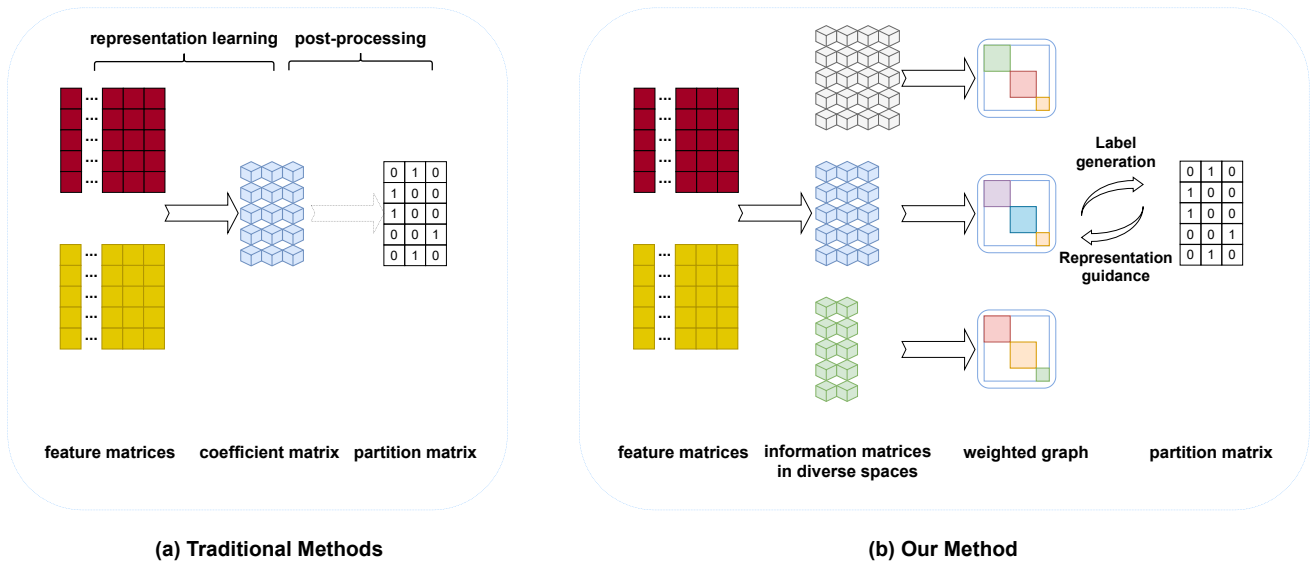 representation learning
post-processing
...
...
...
...
...
...
...
...
...
...
0 1 0
1 0 0
1 0 0
0 0 1
0 1 0
feature matrices
coefficient matrix
partition matrix
(a) Traditional Methods
...
...
...
...
...
...
...
...
...
...
Label
generation
Representation
guidance
0 1 0
1 0 0
1 0 0
0 0 1
0 1 0
feature matrices
information matrices
in diverse spaces
weighted graph
partition matrix
(b) Our Method